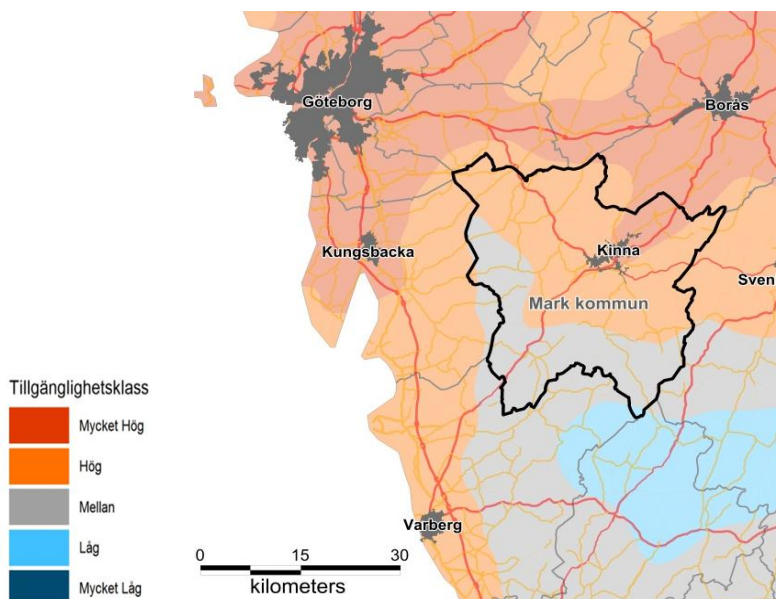 Göteborg
Borås
Kungsbacka
Kinna
Sven
Mark kommun
Tillgänglighetsklass
Mycket Hög
Hög
Mellan
Låg
Mycket Låg
Varberg
0 15 30
kilometers